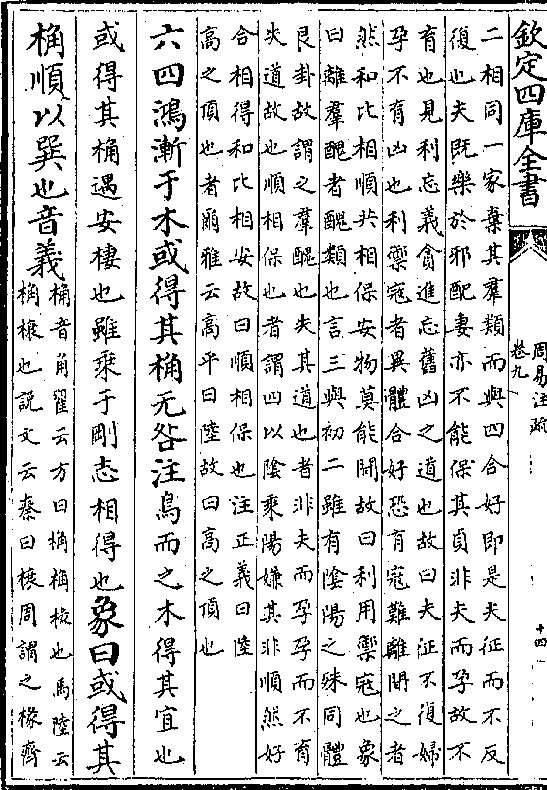 欽定四庫全書
周易注疏
卷九
十四
二相同一家棄其羣類而與四合好即是夫征而不反
復也夫既樂於邪配妻亦不能保其貞非夫而孕故不
有也見利忘義貪進忘舊凶之道也故曰夫征不復婦
孕不育凶也利禦寇者異體合好恐有寇難離間之者
然和比相順共相保安物莫能間故曰利用禦寇也象
曰離羣醜者醜類也言三與初二雖有陰陽之殊同體
艮卦故謂之羣醜也失其道也者非夫而孕孕而不育
失道故也順相保也者謂四以陰乘陽嫌其非順然好
合相得和比相安故曰順相保也注正義曰陸
高之頂也者爾雅云高平曰陸故曰高之頂也
六四鴻漸于木或得其桷无咎注鳥而之木得其宜也
或得其桷遇安棲也雖乘于剛志相得也象曰或得其
桷順以巽也音義
桷音角翟云方曰桷桷椽也馬陸云
桷榱也説文云秦曰榱周謂之椽齊